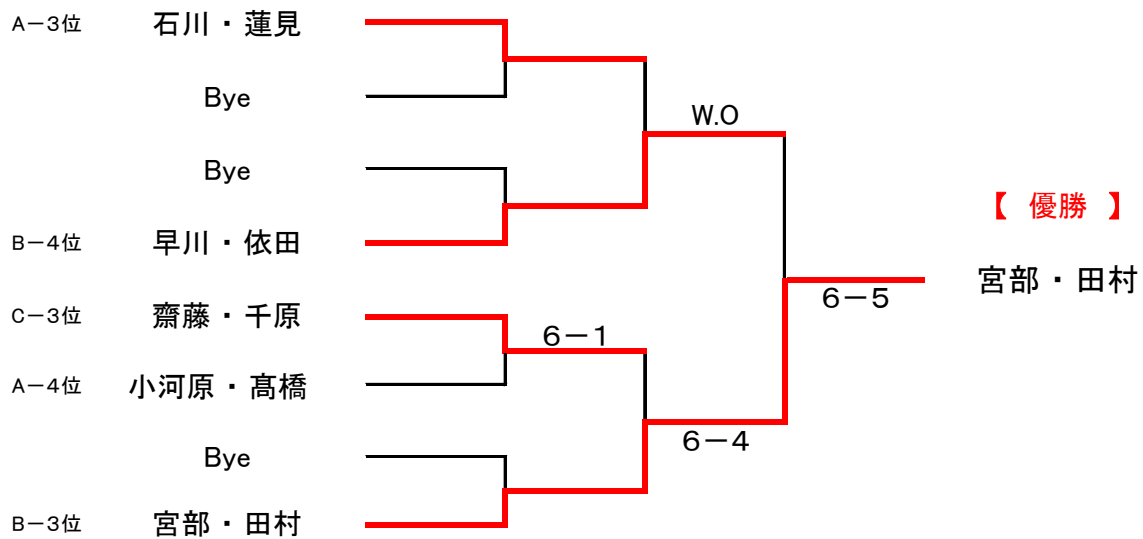 A－3位 石川・蓮見
Bye
W.O
Bye
【 優勝 】
B－4位 早川・依田
宮部・田村
6－5
C－3位 齋藤・千原
6－1
A－4位 小河原・髙橋
6－4
Bye
B－3位 宮部・田村